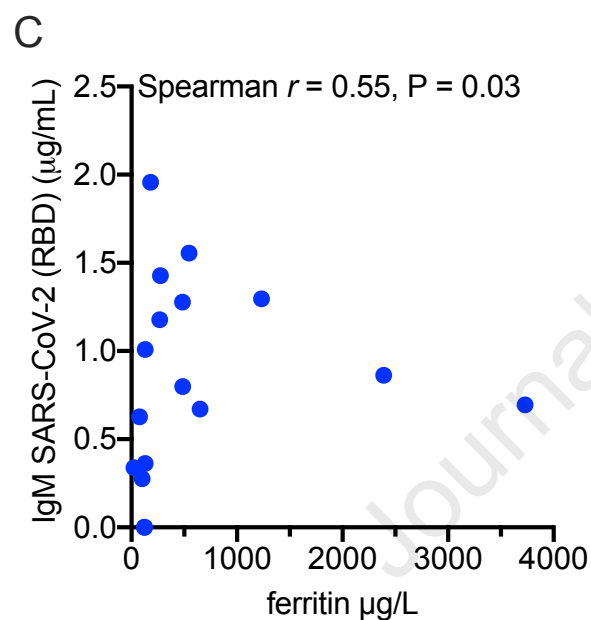 C
Spearman r = 0.55, P = 0.03
IgM SARS-CoV-2 (RBD) (μg/mL)
2.5
2.0
1.5
1.0
0.5
0.0
0
1000
2000
3000
4000
ferritin μg/L
Journal